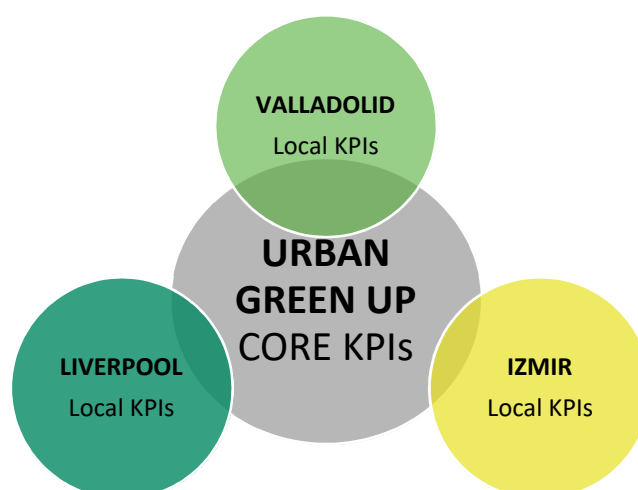 VALLADOLID
Local KPIs
URBAN
GREEN UP
CORE KPIs
LIVERPOOL
Local KPIs
IZMIR
Local KPIs